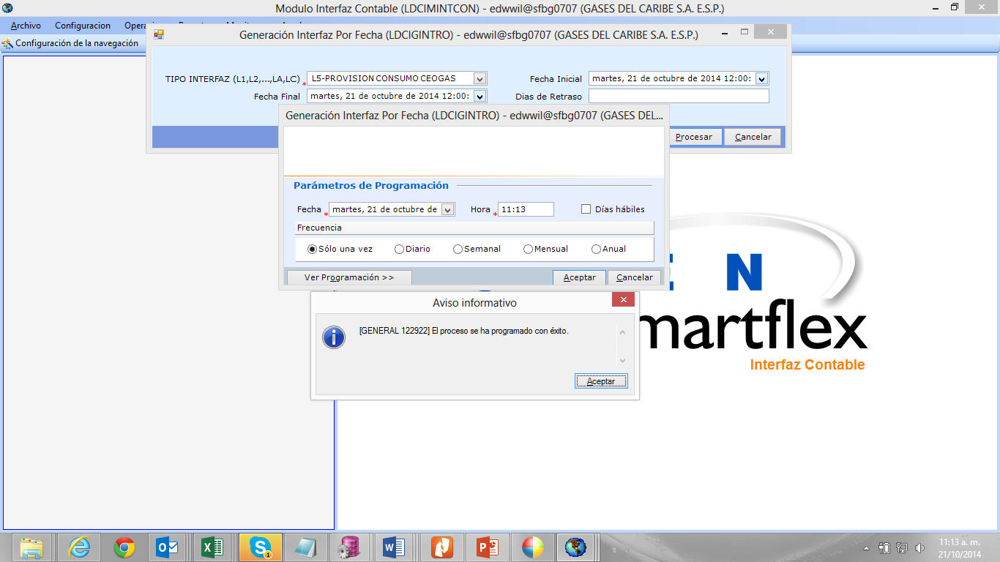 Modulo Interfaz Contable (LDCIMINTCON) - edwwil@sfbg0707 (GASES DEL CARIBE S.A. E.S.P.)
Archivo Configuracion
Configuración de la navegación
Generación Interfaz Por Fecha (LDCIGINTRO) - edwwil@sfbg0707 (GASES DEL CARIBE S.A. E.S.P.)
TIPO INTERFAZ (L1,L2,...,LA,LC) * L5-PROVISION CONSUMO CEOGAS Fecha Inicial martes, 21 de octubre de 2014 12:00:
Fecha Final martes, 21 de octubre de 2014 12:00: Dias de Retraso
Procesar Cancelar
Generación Interfaz Por Fecha (LDCIGINTRO) - edwwil@sfbg0707 (GASES DEL...
Parámetros de Programación
Fecha * martes, 21 de octubre de Hora * 11:13 Días hábiles
Frecuencia
Sólo una vez Diario Semanal Mensual Anual
Ver Programación >> Aceptar Cancelar
Aviso informativo
[GENERAL 122922] El proceso se ha programado con éxito.
Aceptar
E N
martflex
Interfaz Contable
11:13 a. m.
21/10/2014